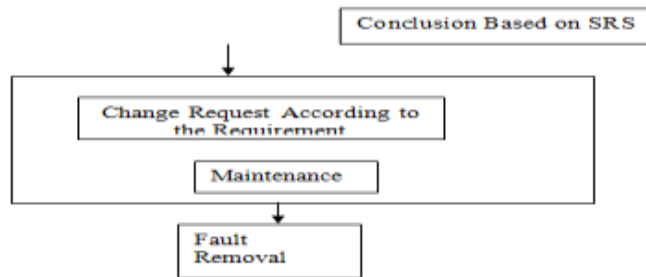 Conclusion Based on SRS
Change Request According to
the Requirement
Maintenance
Fault
Removal